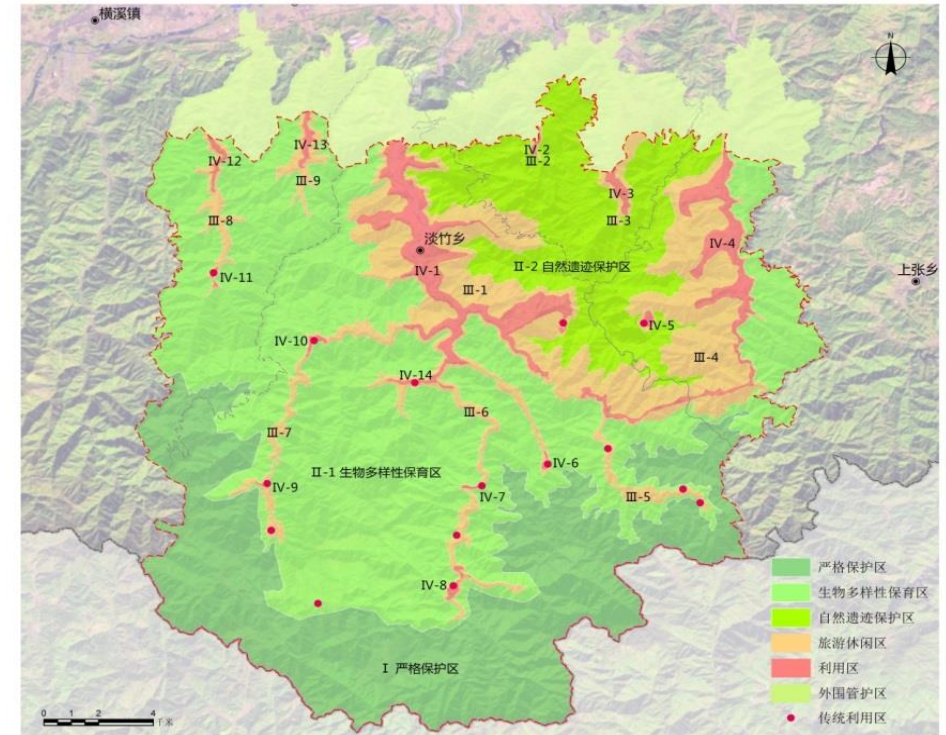 横溪镇
N
IV-13
IV-12
IV-2
III-2
III-9
IV-3
III-8
III-3
淡竹乡
IV-4
II-2 自然遗迹保护区
IV-1
IV-11
上张乡
III-1
IV-5
IV-10
III-4
IV-14
III-6
III-7
IV-6
II-1 生物多样性保育区
IV-9
IV-7
III-5
IV-8
I 严格保护区
严格保护区
生物多样性保育区
自然遗迹保护区
旅游休闲区
利用区
外围管护区
传统利用区
0 1 2 4
千米